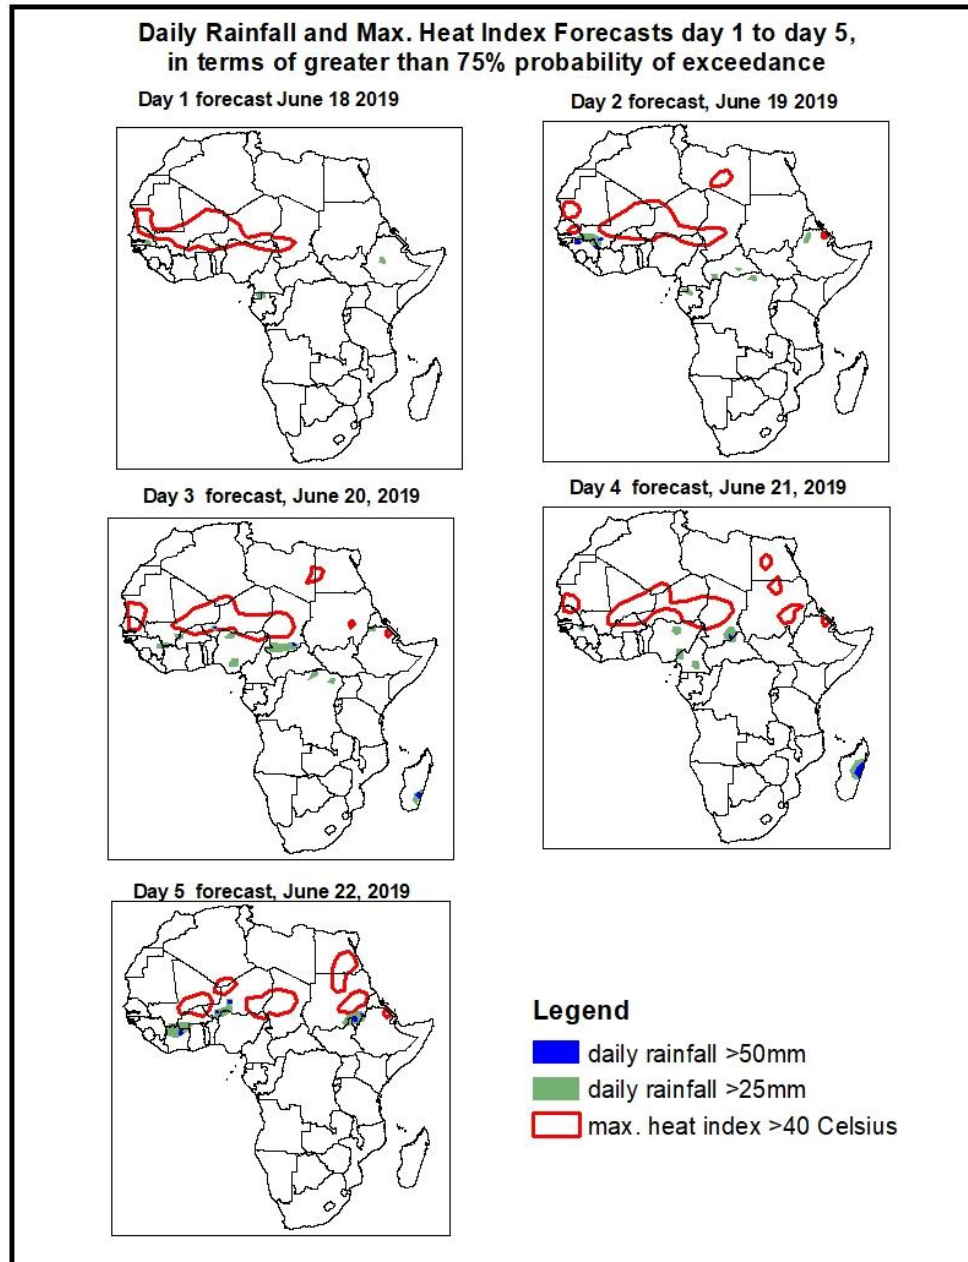 Daily Rainfall and Max. Heat Index Forecasts day 1 to day 5,
in terms of greater than 75% probability of exceedance
Day 1 forecast June 18 2019
Day 2 forecast, June 19 2019
Day 3 forecast, June 20, 2019
Day 4 forecast, June 21, 2019
Day 5 forecast, June 22, 2019
Legend
daily rainfall >50mm
daily rainfall >25mm
max. heat index >40 Celsius